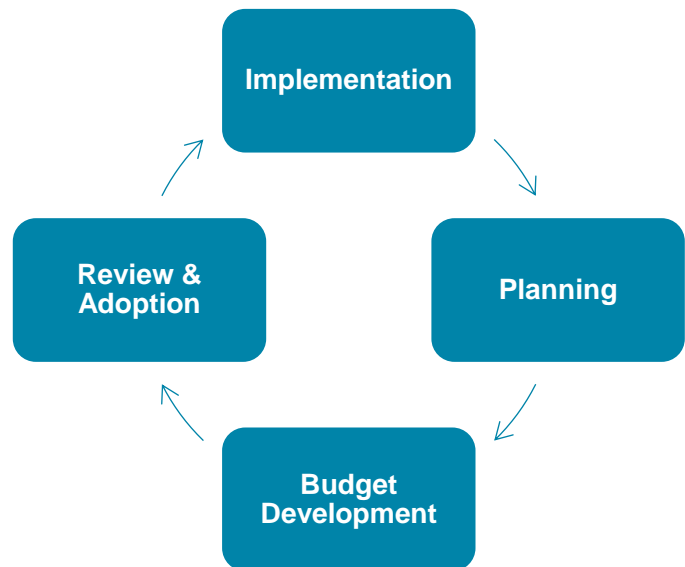 Implementation
Review &
Adoption
Planning
Budget
Development